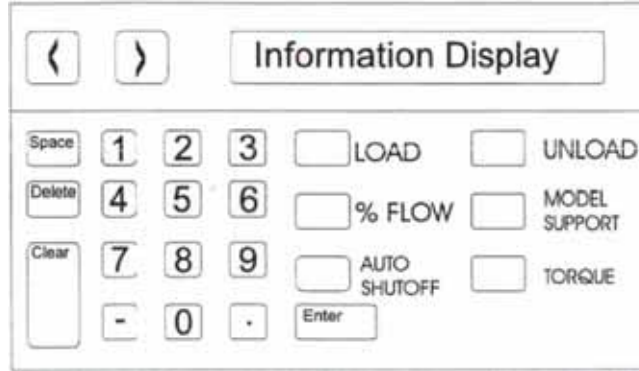 < > Information Display
Space 1 2 3 LOAD UNLOAD
Delete 4 5 6 % FLOW MODEL SUPPORT
Clear 7 8 9 AUTO SHUTOFF TORQUE
- 0 . Enter